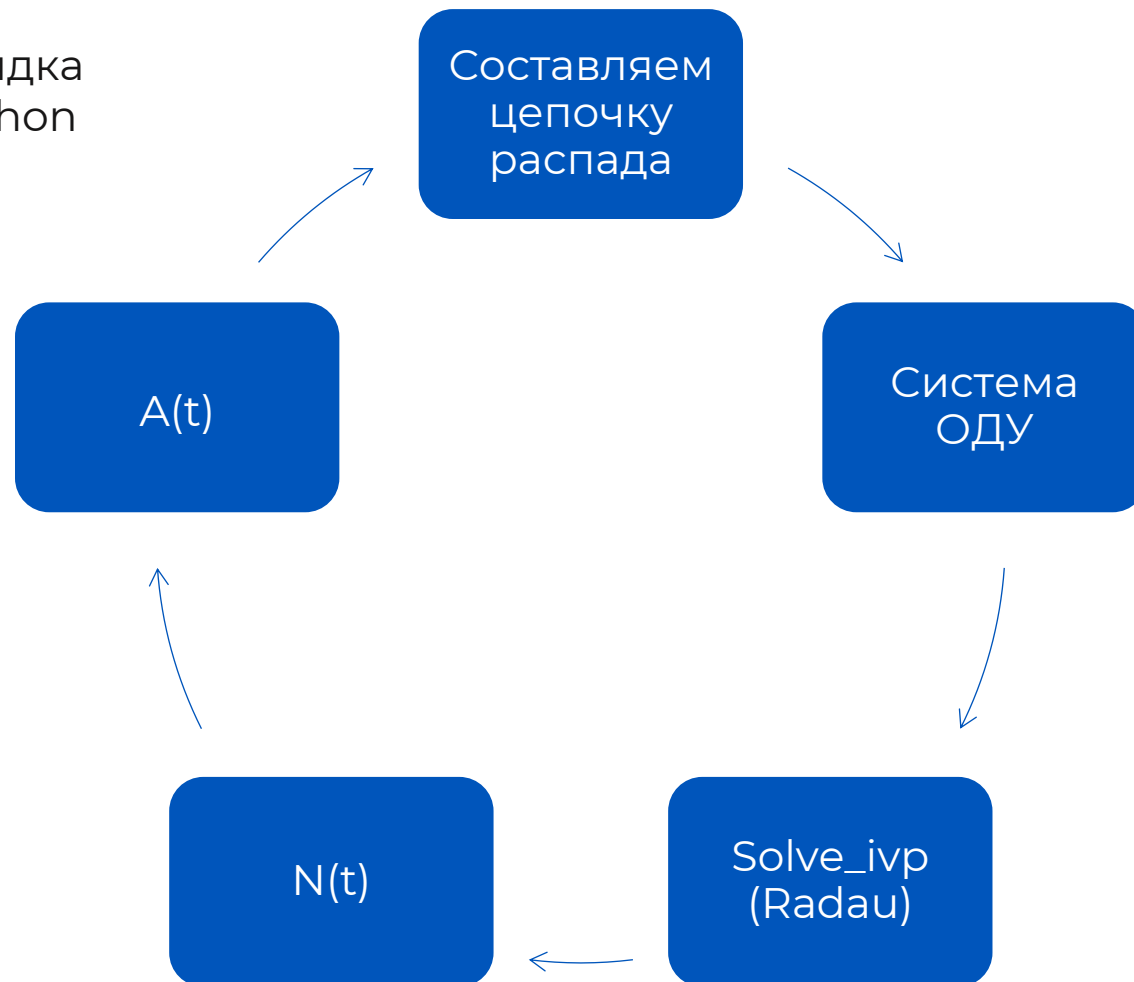 Составляем
цепочку
распада
Система
ОДУ
Solve_ivp
(Radau)
N(t)
A(t)